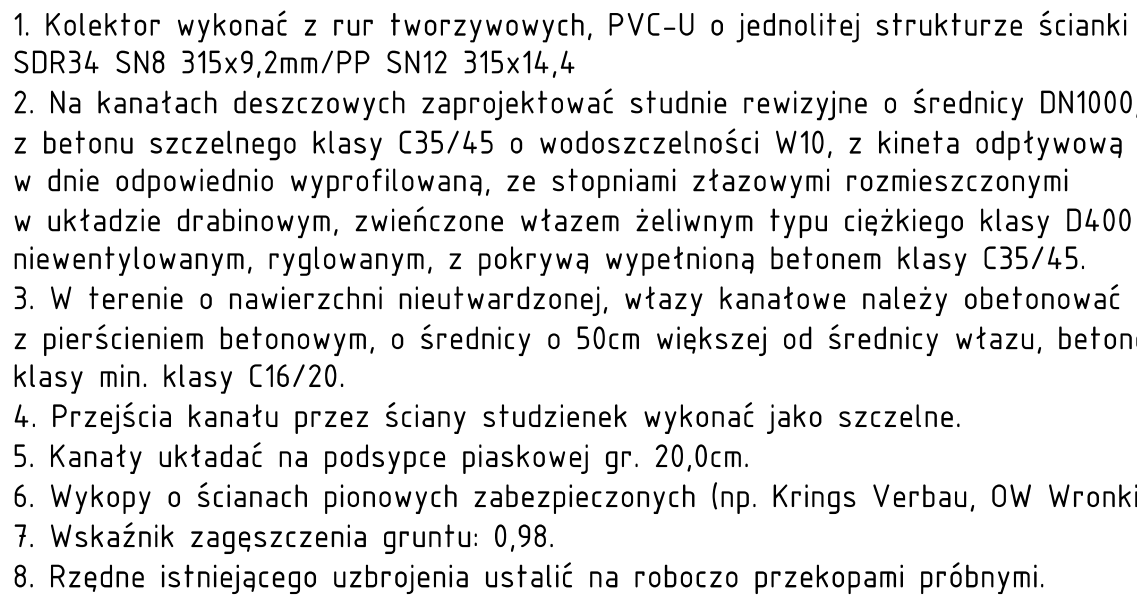 1. Kolektor wykonać z rur tworzywowych, PVC-U o jednolitej strukturze ścianki
SDR34 SN8 315x9,2mm/PP SN12 315x14,4
2. Na kanałach deszczowych zaprojektować studnie rewizyjne o średnicy DN1000,
z betonu szczelnego klasy C35/45 o wodoszczelności W10, z kineta odpływową
w dnie odpowiednio wyprofilowaną, ze stopniami złazowymi rozmieszczonymi
w układzie drabinowym, zwieńczone włazem żeliwnym typu ciężkiego klasy D400
niewentylowanym, ryglowanym, z pokrywą wypełnioną betonem klasy C35/45.
3. W terenie o nawierzchni nieutwardzonej, włazy kanałowe należy obetonować
z pierścieniem betonowym, o średnicy o 50cm większej od średnicy włazu,
klasy min. klasy C16/20.
4. Przejścia kanału przez ściany studzienek wykonać jako szczelne.
5. Kanały układać na podsypce piaskowej gr. 20,0cm.
6. Wykopy o ścianach pionowych zabezpieczonych (np. Krings Verbau, OW Wronki
7. Wskaźnik zagęszczenia gruntu: 0,98.
8. Rzędne istniejącego uzbrojenia ustalić na roboczo przekopami próbnymi.